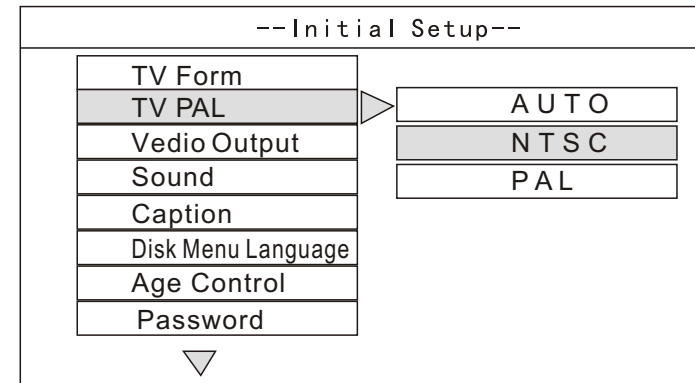 --Initial Setup--
TV Form
TV PAL
Vedio Output
Sound
Caption
Disk Menu Language
Age Control
Password
AUTO
NTSC
PAL